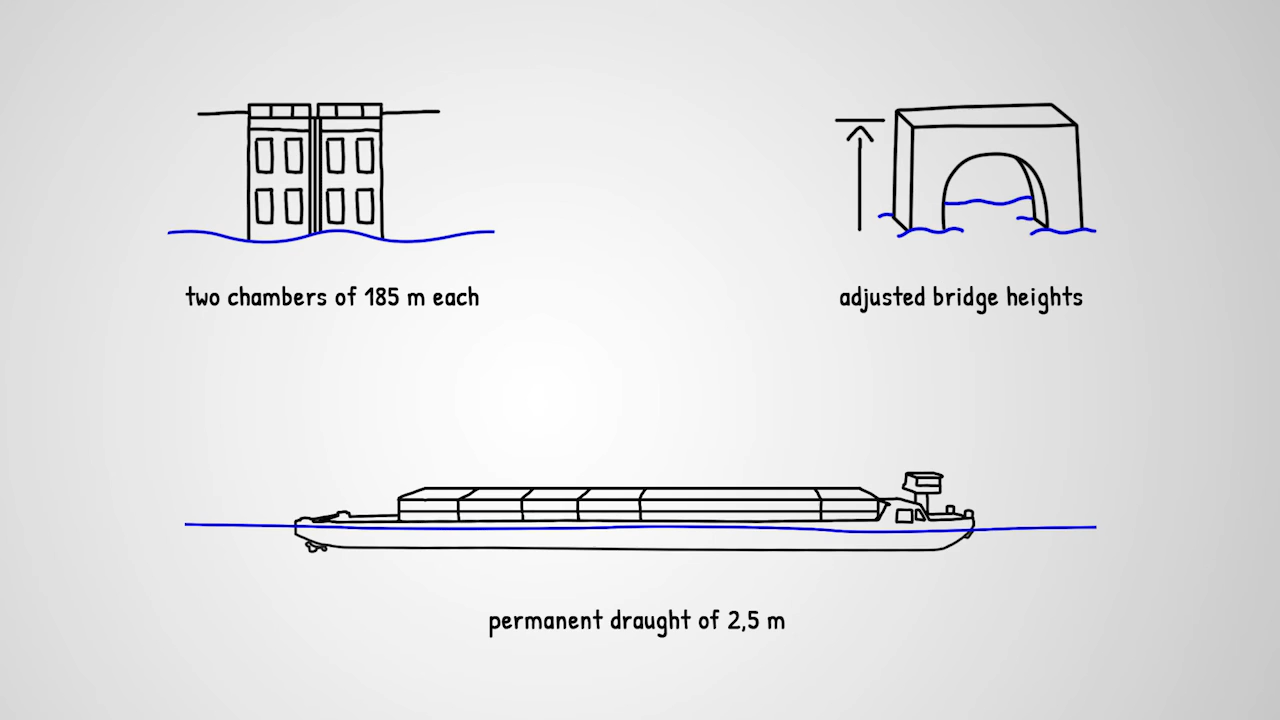 two chambers of 185 m each
adjusted bridge heights
permanent draught of 2,5 m